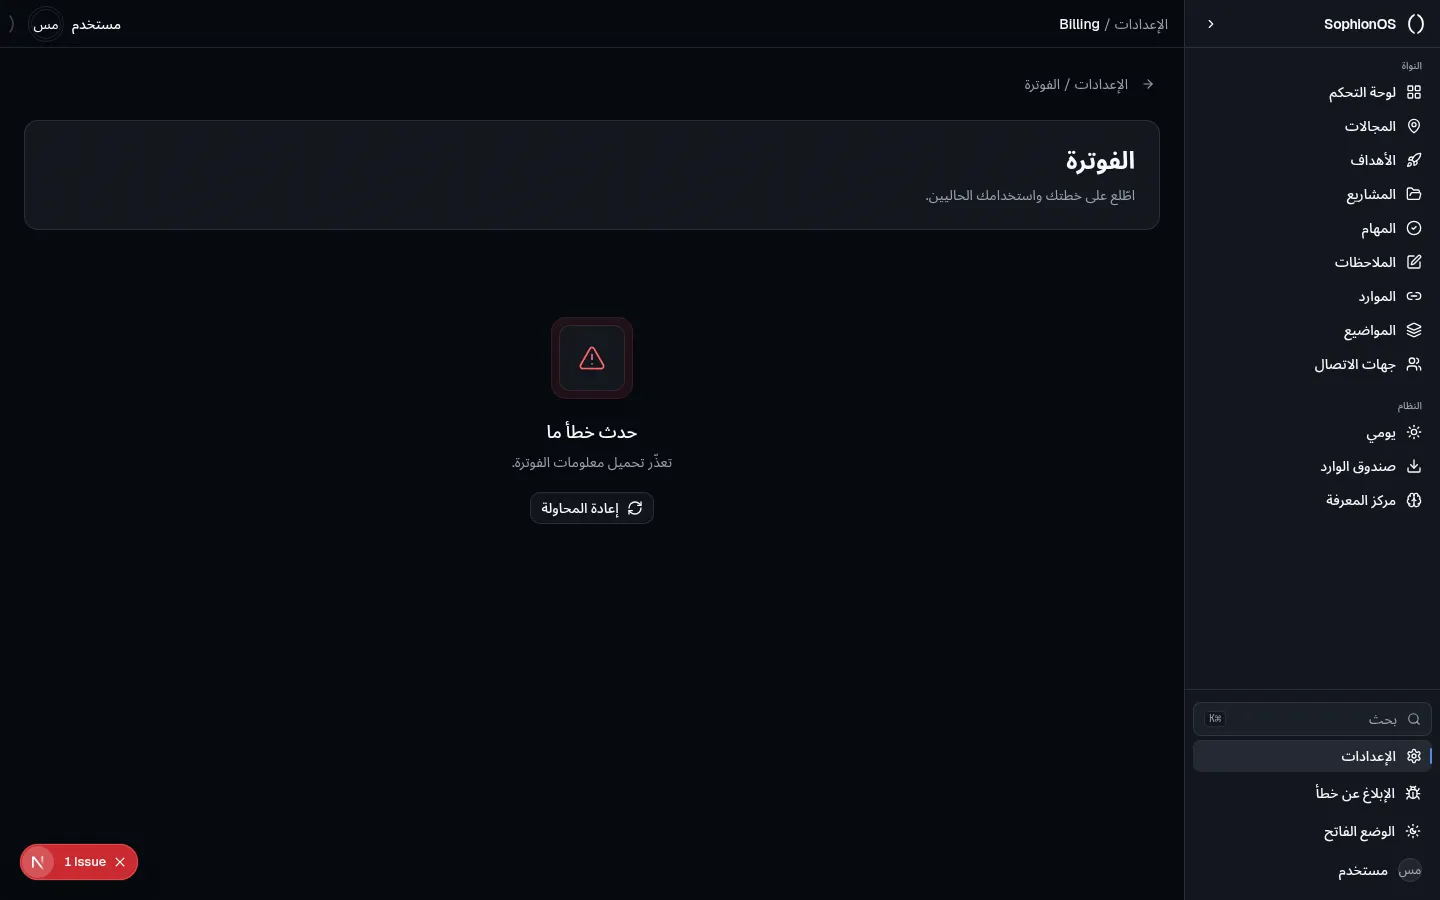 SophionOS
النواة
لوحة التحكم
المجالات
الأهداف
المشاريع
المهام
الملاحظات
الموارد
المواضيع
جهات الاتصال
النظام
يومي
صندوق الوارد
مركز المعرفة
بحث
K⌘
الإعدادات
الإبلاغ عن خطأ
الوضع الفاتح
مس
مستخدم
الإعدادات / Billing
مستخدم
مس
الإعدادات / الفوترة
الفوترة
اطّلع على خطتك واستخدامك الحاليين.
حدث خطأ ما
تعذّر تحميل معلومات الفوترة.
إعادة المحاولة
N
1 Issue